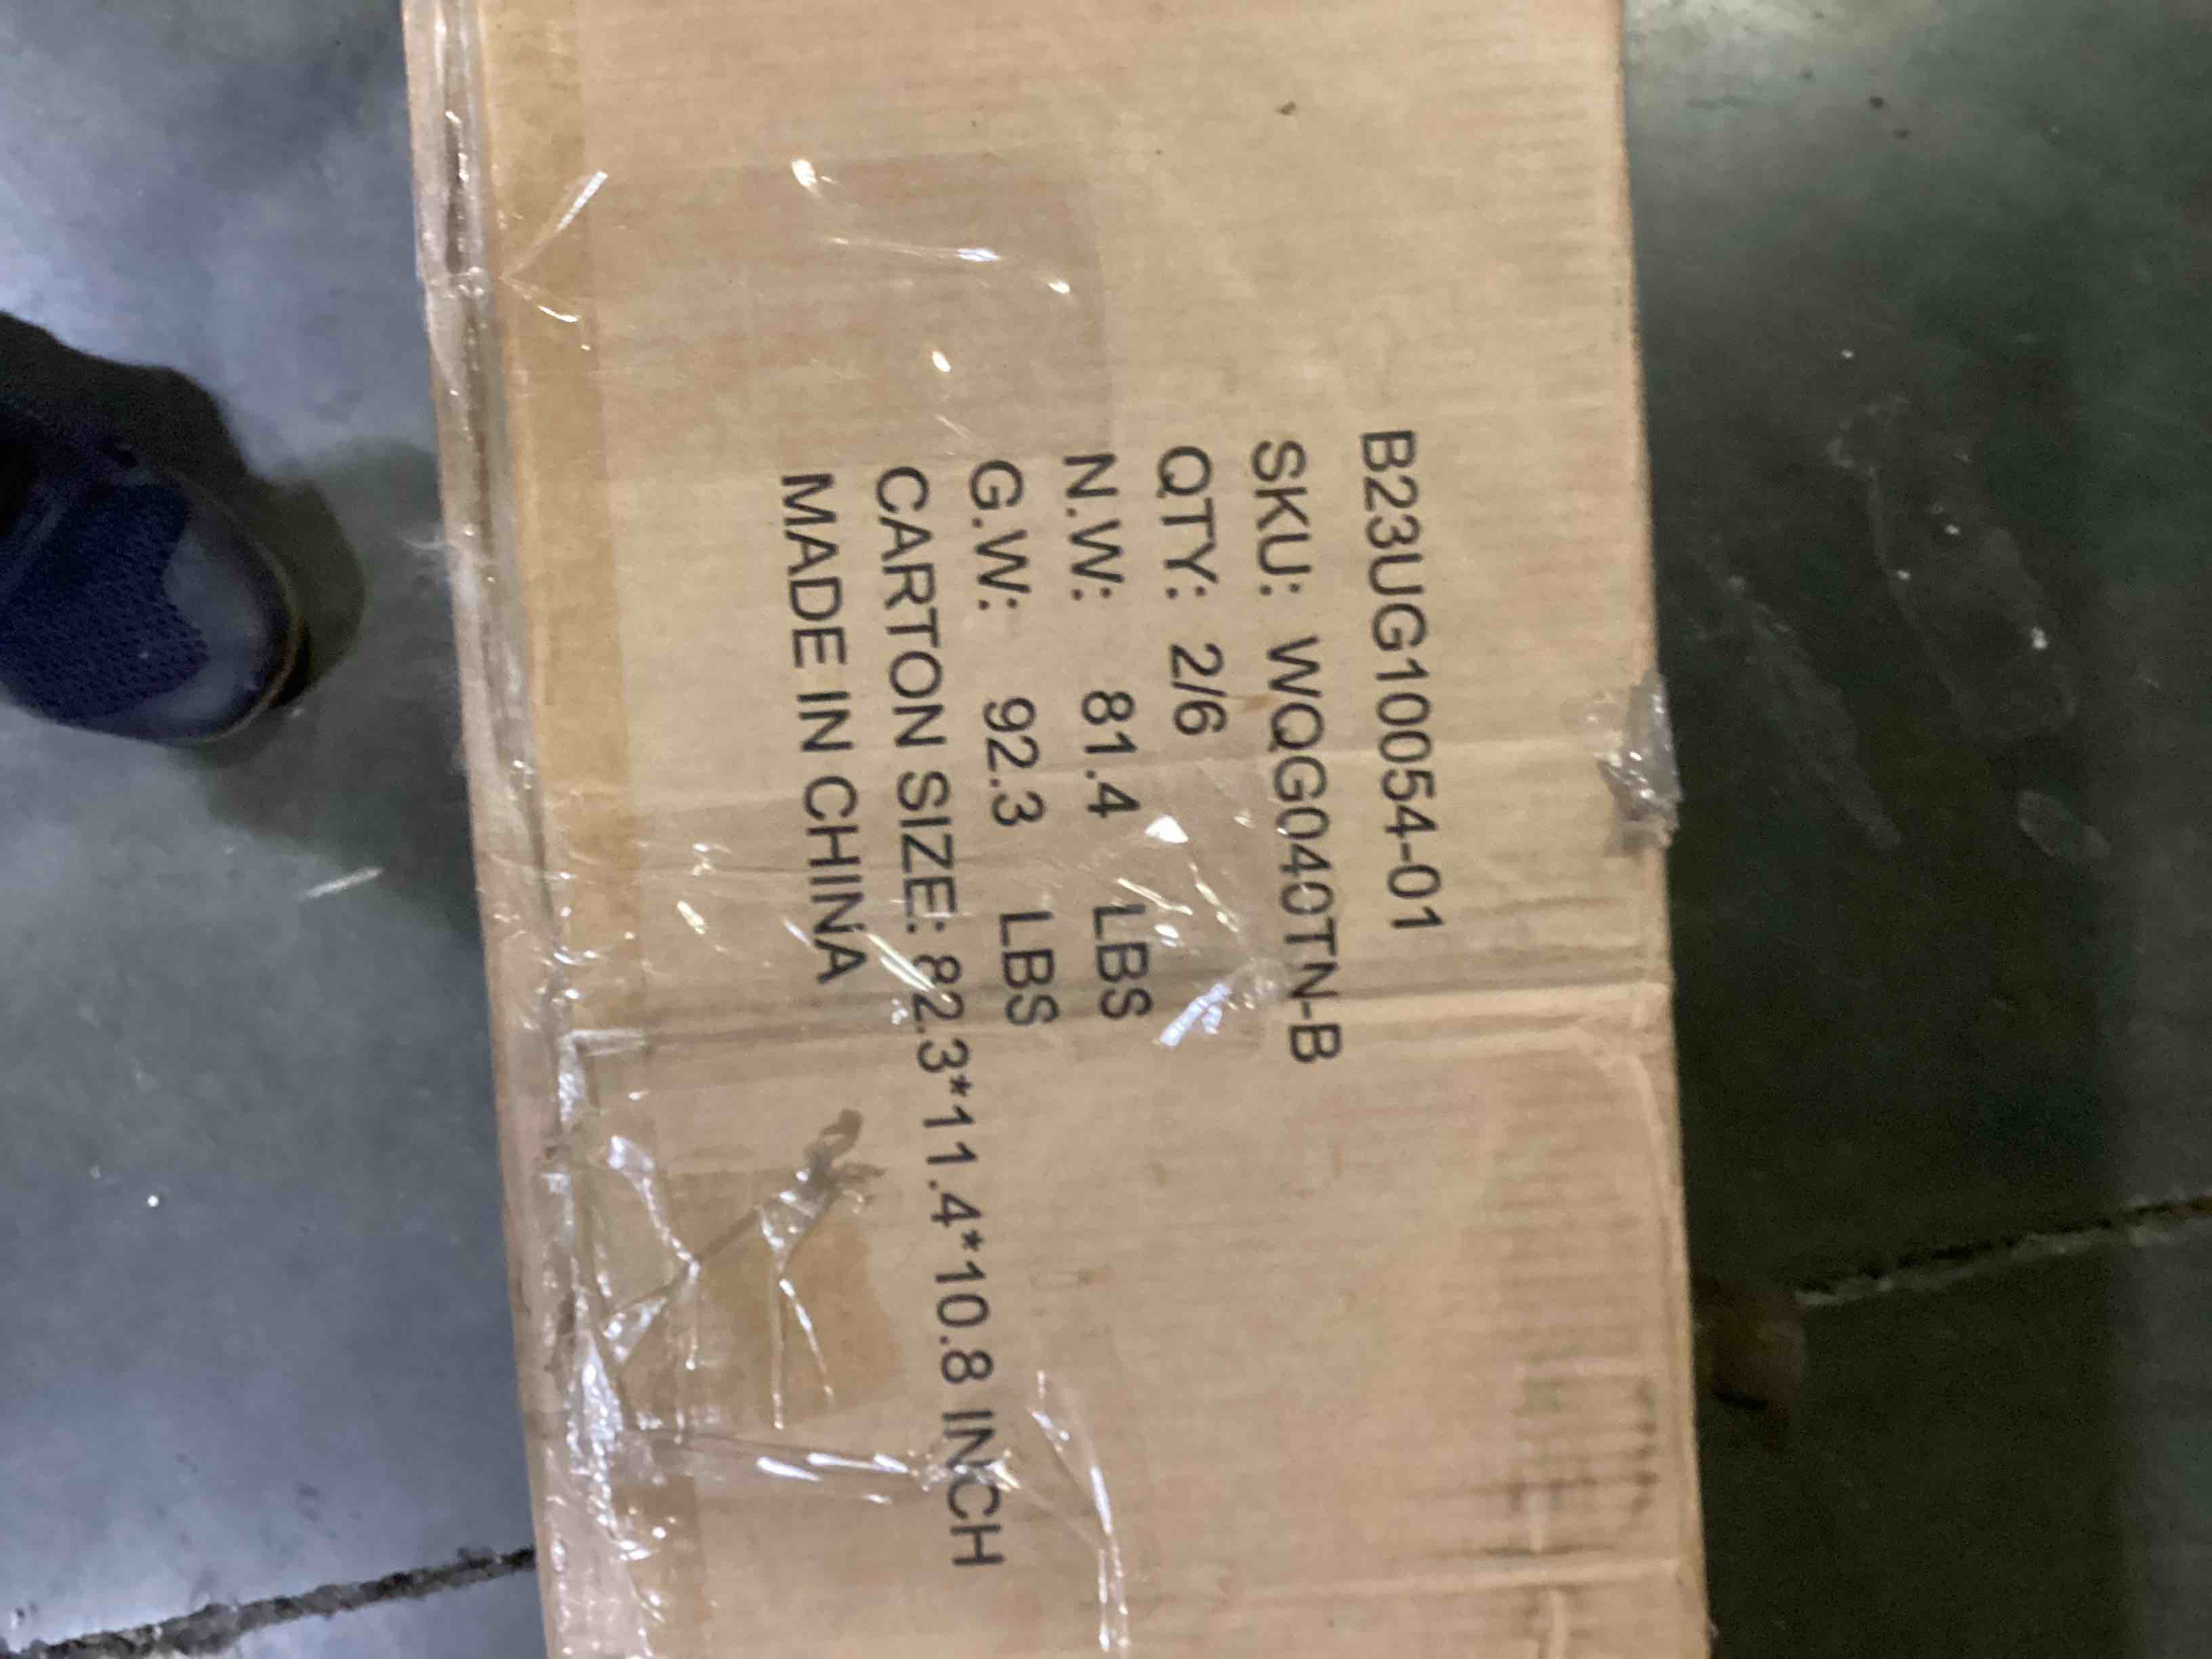 B23UG10054-01
SKU: WQG040TN-B
QTY: 2/6
N.W: 81.4 LBS
G.W: 92.3 LBS
CARTON SIZE: 82.3*11.4*10.8 INCH
MADE IN CHINA